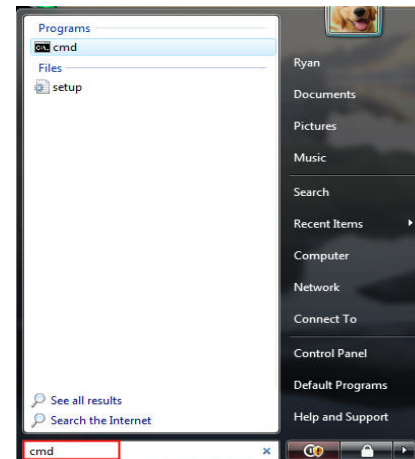 Programs
cmd
Files
setup
See all results
Search the Internet
cmd
Ryan
Documents
Pictures
Music
Search
Recent Items
Computer
Network
Connect To
Control Panel
Default Programs
Help and Support